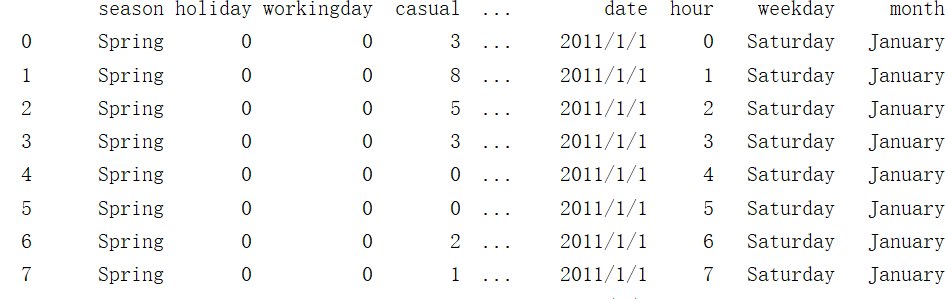 season holiday workingday casual ... date hour weekday month
0 Spring 0 0 3 ... 2011/1/1 0 Saturday January
1 Spring 0 0 8 ... 2011/1/1 1 Saturday January
2 Spring 0 0 5 ... 2011/1/1 2 Saturday January
3 Spring 0 0 3 ... 2011/1/1 3 Saturday January
4 Spring 0 0 0 ... 2011/1/1 4 Saturday January
5 Spring 0 0 0 ... 2011/1/1 5 Saturday January
6 Spring 0 0 2 ... 2011/1/1 6 Saturday January
7 Spring 0 0 1 ... 2011/1/1 7 Saturday January